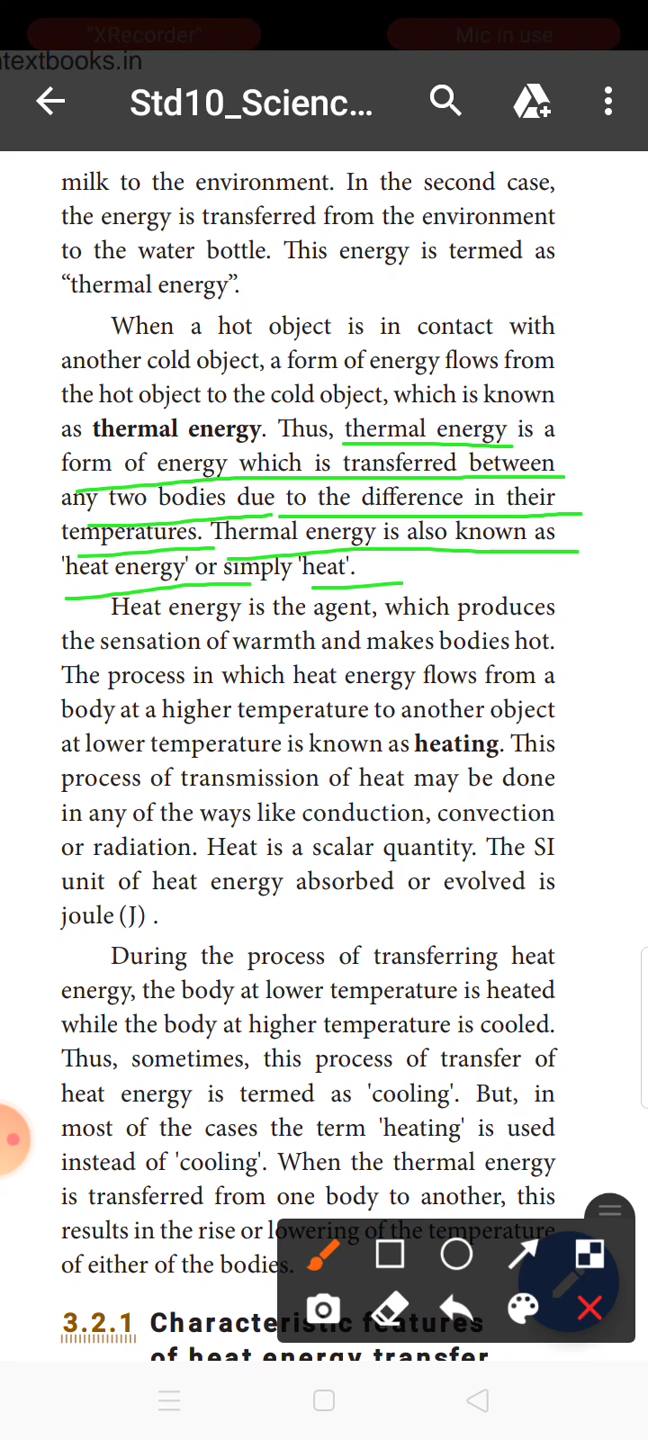 "XRecorder"
Mic in use
textbooks.in
Std10_Scienc...
milk to the environment. In the second case,
the energy is transferred from the environment
to the water bottle. This energy is termed as
“thermal energy”.
When a hot object is in contact with
another cold object, a form of energy flows from
the hot object to the cold object, which is known
as thermal energy. Thus, thermal energy is a
form of energy which is transferred between
any two bodies due to the difference in their
temperatures. Thermal energy is also known as
'heat energy' or simply 'heat'.
Heat energy is the agent, which produces
the sensation of warmth and makes bodies hot.
The process in which heat energy flows from a
body at a higher temperature to another object
at lower temperature is known as heating. This
process of transmission of heat may be done
in any of the ways like conduction, convection
or radiation. Heat is a scalar quantity. The SI
unit of heat energy absorbed or evolved is
joule (J) .
During the process of transferring heat
energy, the body at lower temperature is heated
while the body at higher temperature is cooled.
Thus, sometimes, this process of transfer of
heat energy is termed as 'cooling'. But, in
most of the cases the term 'heating' is used
instead of 'cooling'. When the thermal energy
is transferred from one body to another, this
results in the rise or lowering of the temperature
of either of the bodies.
3.2.1 Characteristic features
of heat energy transfer